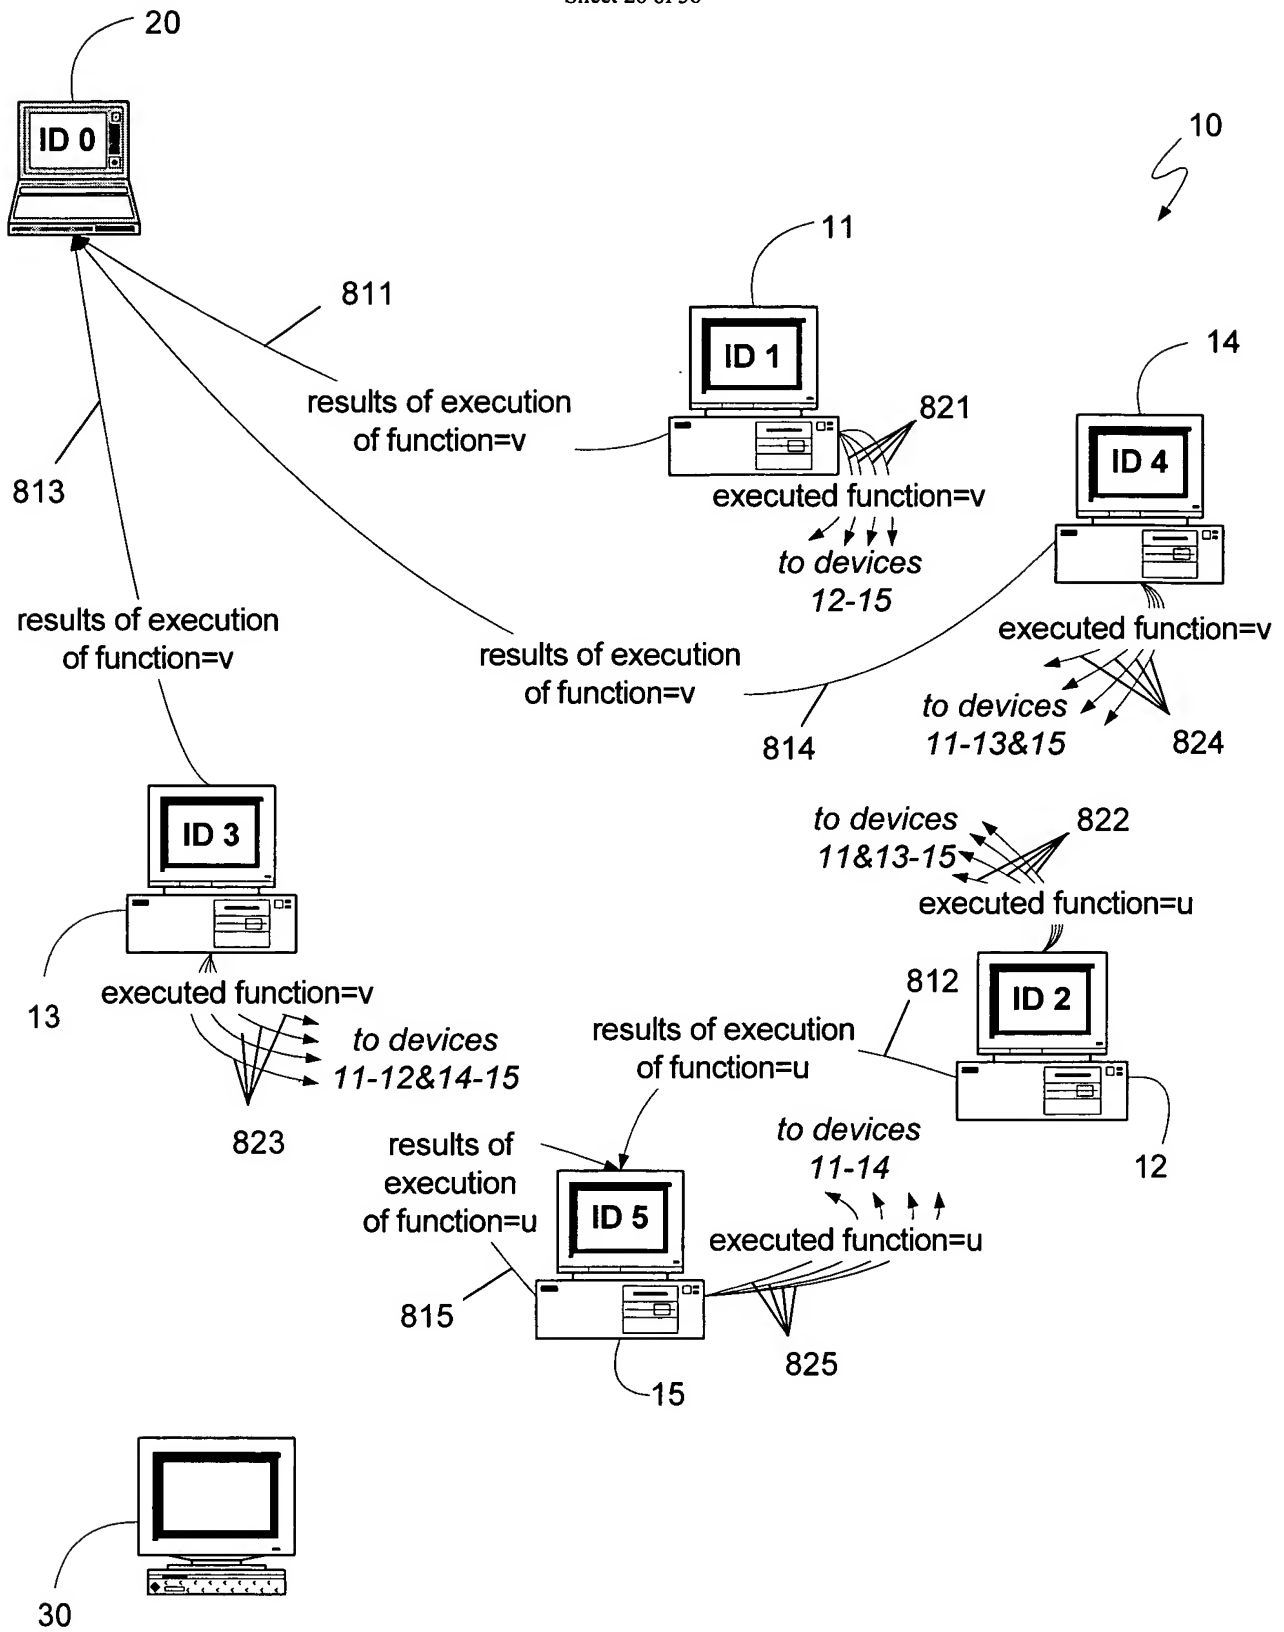 Sheet 20 of 98
20
ID 0
10
11
811
ID 1
14
results of execution
of function=v
821
ID 4
813
executed function=v
to devices
12-15
results of execution
of function=v
executed function=v
results of execution
of function=v
to devices
11-13&15
814
824
ID 3
to devices
11&13-15
822
executed function=u
13
executed function=v
to devices
11-12&14-15
823
812
ID 2
results of execution
of function=u
12
to devices
11-14
results of
execution
of function=u
ID 5
executed function=u
815
825
15
30